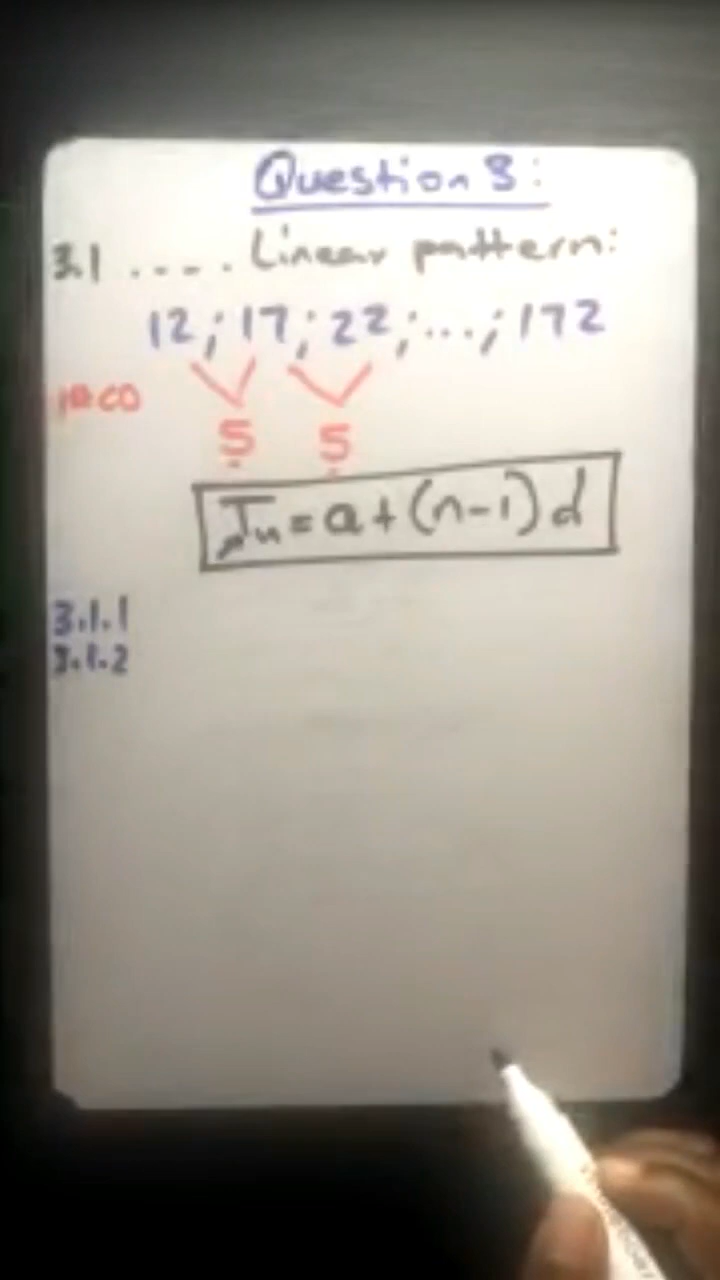 Question 3:
3.1 .... Linear pattern:
12; 17; 22; ...; 172
5 5
Tn = a + (n-1) d
3.1.1
3.1.2